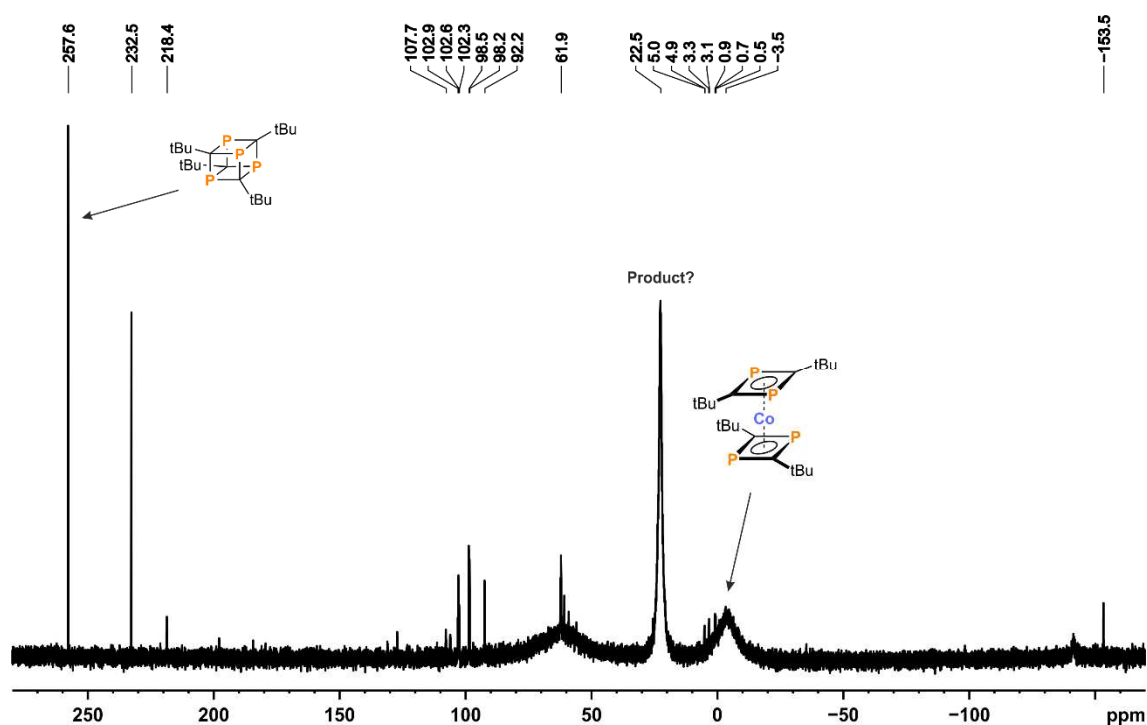 257.6
232.5
218.4
107.7
102.9
102.6
102.3
98.5
98.2
92.2
61.9
22.5
5.0
4.9
3.3
3.1
0.9
0.7
0.5
−3.5
−153.5
tBu
P
tBu
P
tBu
P
P
tBu
Product?
P
tBu
P
tBu
Co
tBu
P
P
tBu
250 200 150 100 50 0 −50 −100 ppm